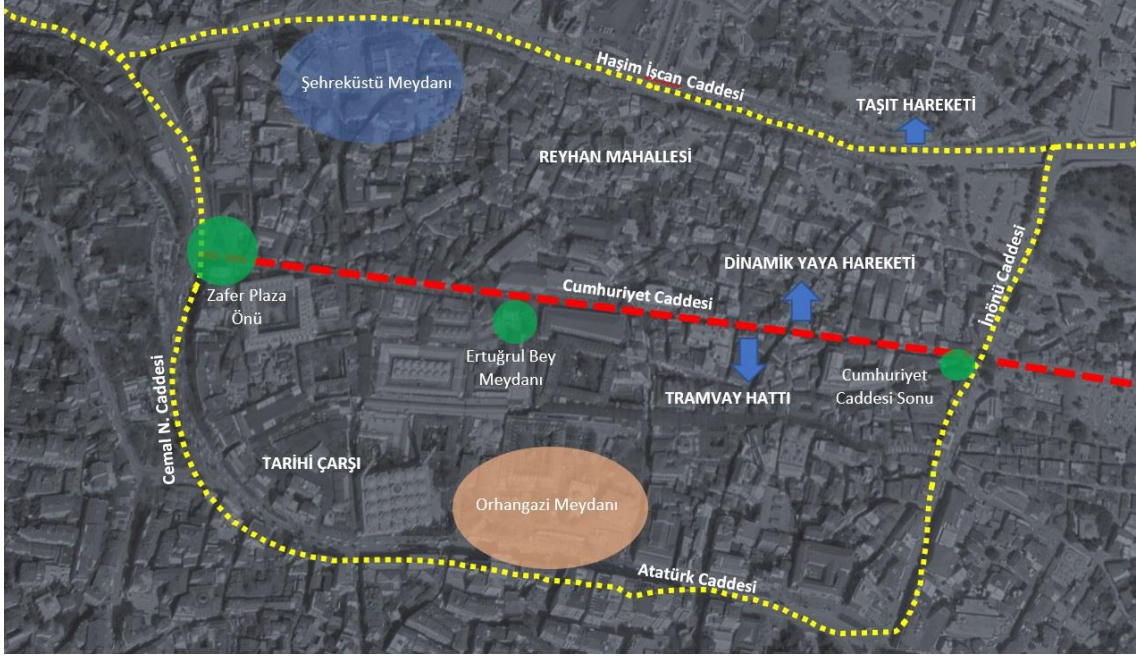 Şehreküstü Meydanı
Haşim İşcan Caddesi
TAŞIT HAREKETİ
REYHAN MAHALLESİ
DİNAMİK YAYA HAREKETİ
İnönü Caddesi
Zafer Plaza
Önü
Cumhuriyet Caddesi
Ertuğrul Bey
Meydanı
Cumhuriyet
Caddesi Sonu
TRAMVAY HATTI
Cemal N. Caddesi
TARİHİ ÇARŞI
Orhangazi Meydanı
Atatürk Caddesi